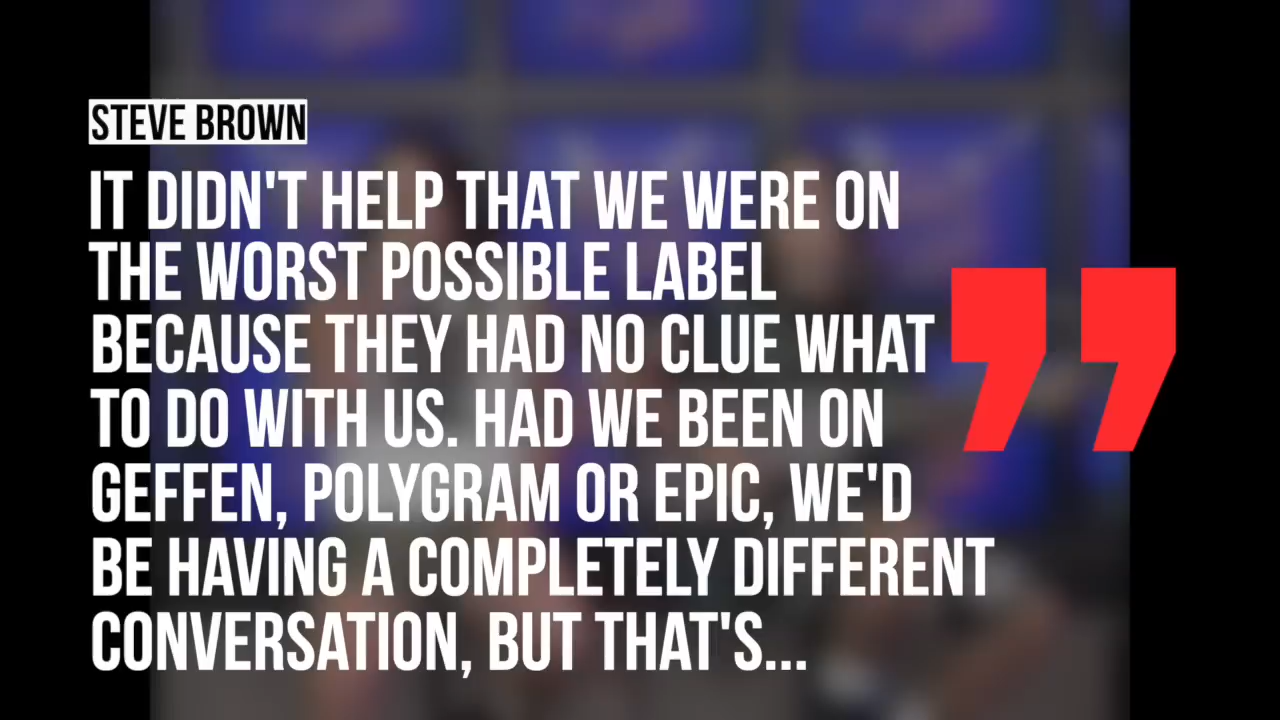 STEVE BROWN
IT DIDN'T HELP THAT WE WERE ON
THE WORST POSSIBLE LABEL
BECAUSE THEY HAD NO CLUE WHAT
TO DO WITH US. HAD WE BEEN ON
GEFFEN, POLYGRAM OR EPIC, WE'D
BE HAVING A COMPLETELY DIFFERENT
CONVERSATION, BUT THAT'S...